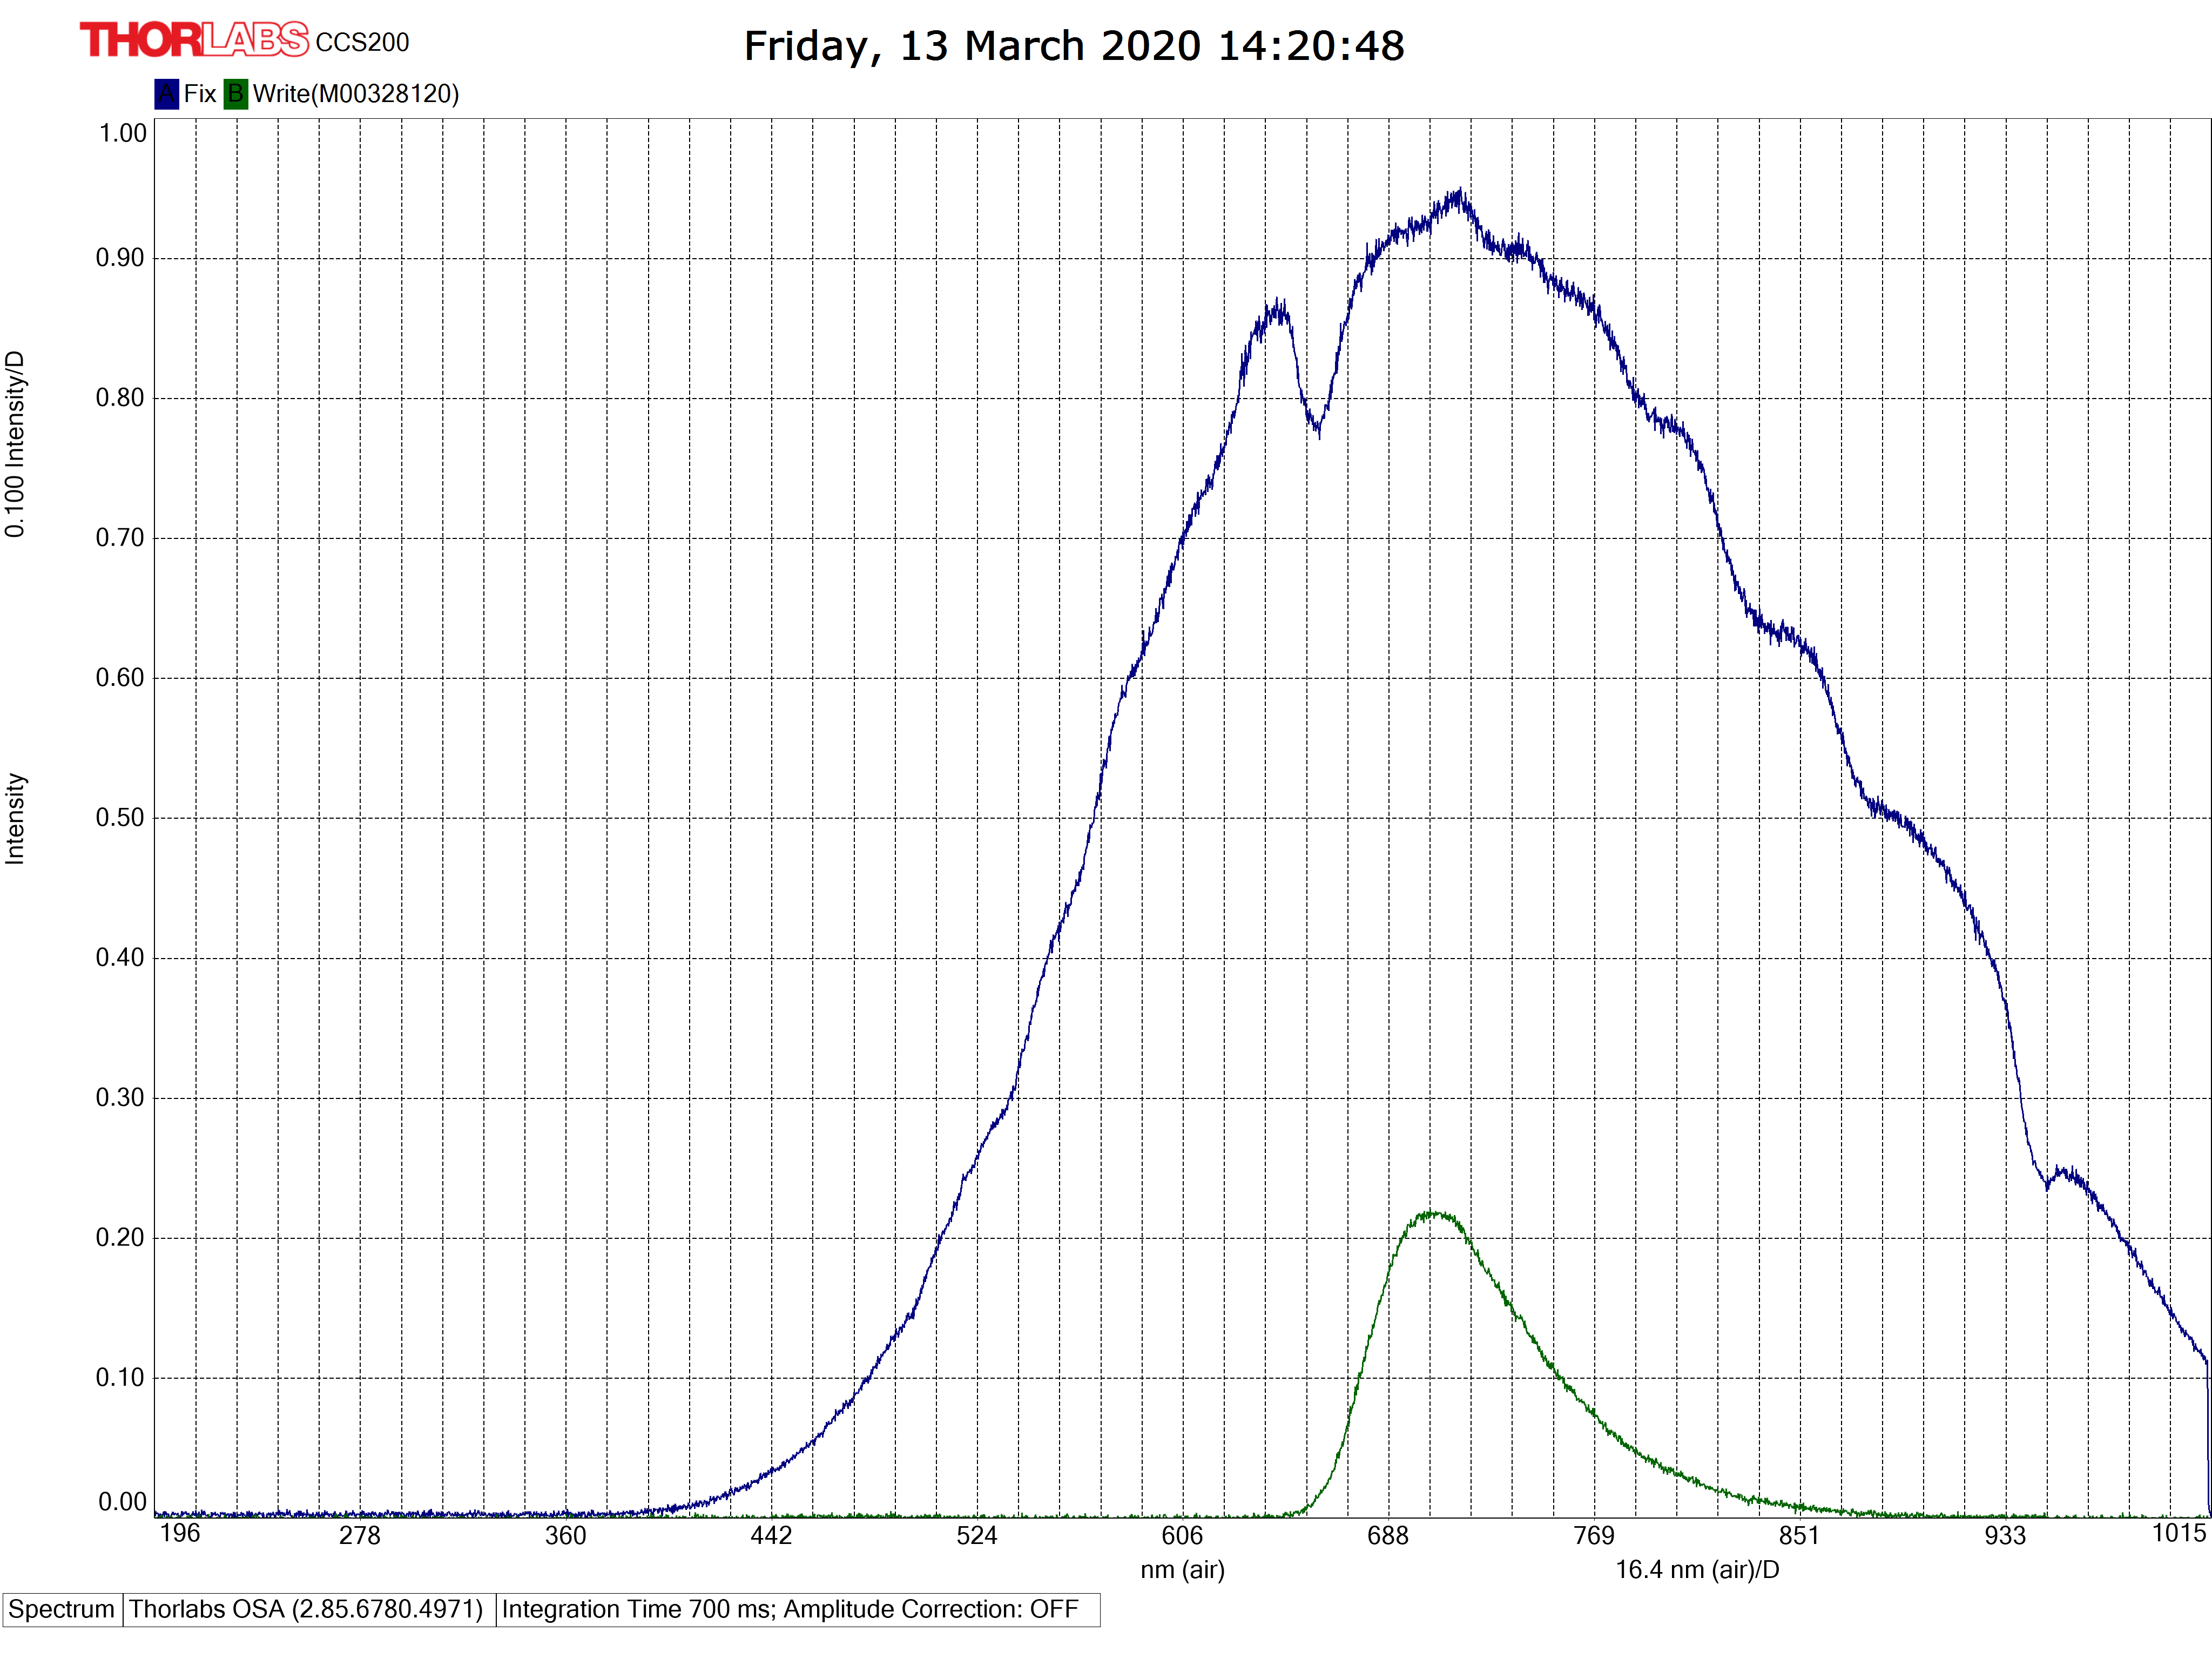 THORLABS CCS200
Friday, 13 March 2020 14:20:48
A Fix B Write(M00328120)
1.00
0.90
0.80
0.70
0.60
0.50
0.40
0.30
0.20
0.10
0.00
0.100 Intensity/D
Intensity
196 278 360 442 524 606 688 769 851 933 1015
nm (air) 16.4 nm (air)/D
Spectrum Thorlabs OSA (2.85.6780.4971) Integration Time 700 ms; Amplitude Correction: OFF